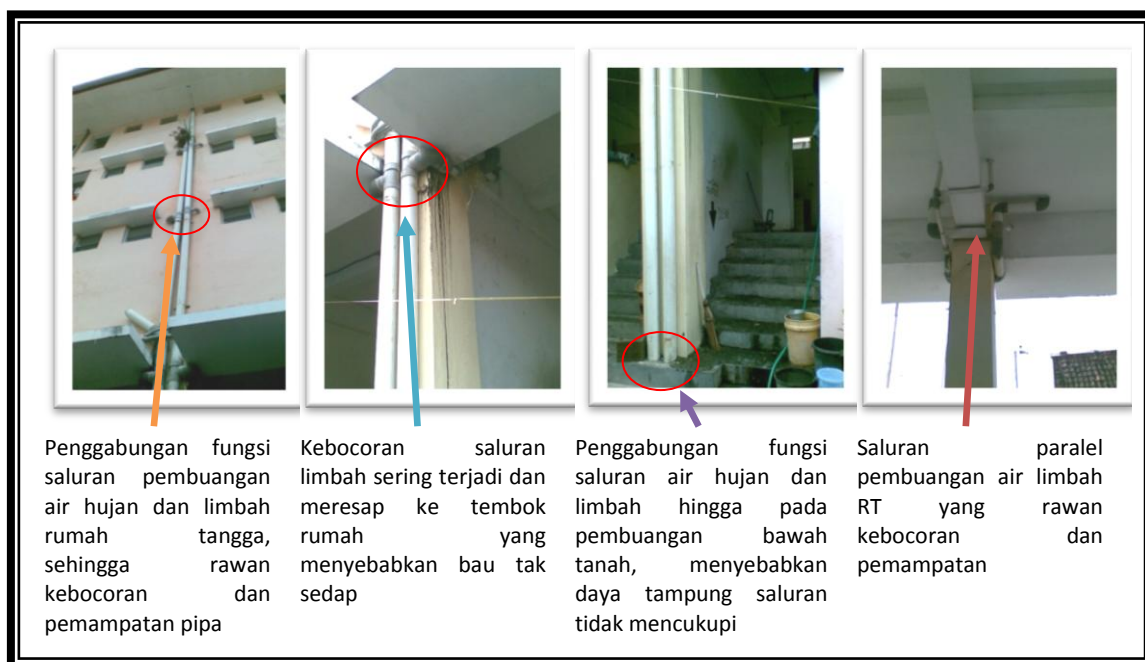 Penggabungan fungsi
saluran pembuangan
air hujan dan limbah
rumah tangga,
sehingga rawan
kebocoran dan
pemampatan pipa
Kebocoran saluran
limbah sering terjadi dan
meresap ke tembok
rumah yang
menyebabkan bau tak
sedap
Penggabungan fungsi
saluran air hujan dan
limbah hingga pada
pembuangan bawah
tanah, menyebabkan
daya tampung saluran
tidak mencukupi
Saluran paralel
pembuangan air limbah
RT yang rawan
kebocoran dan
pemampatan